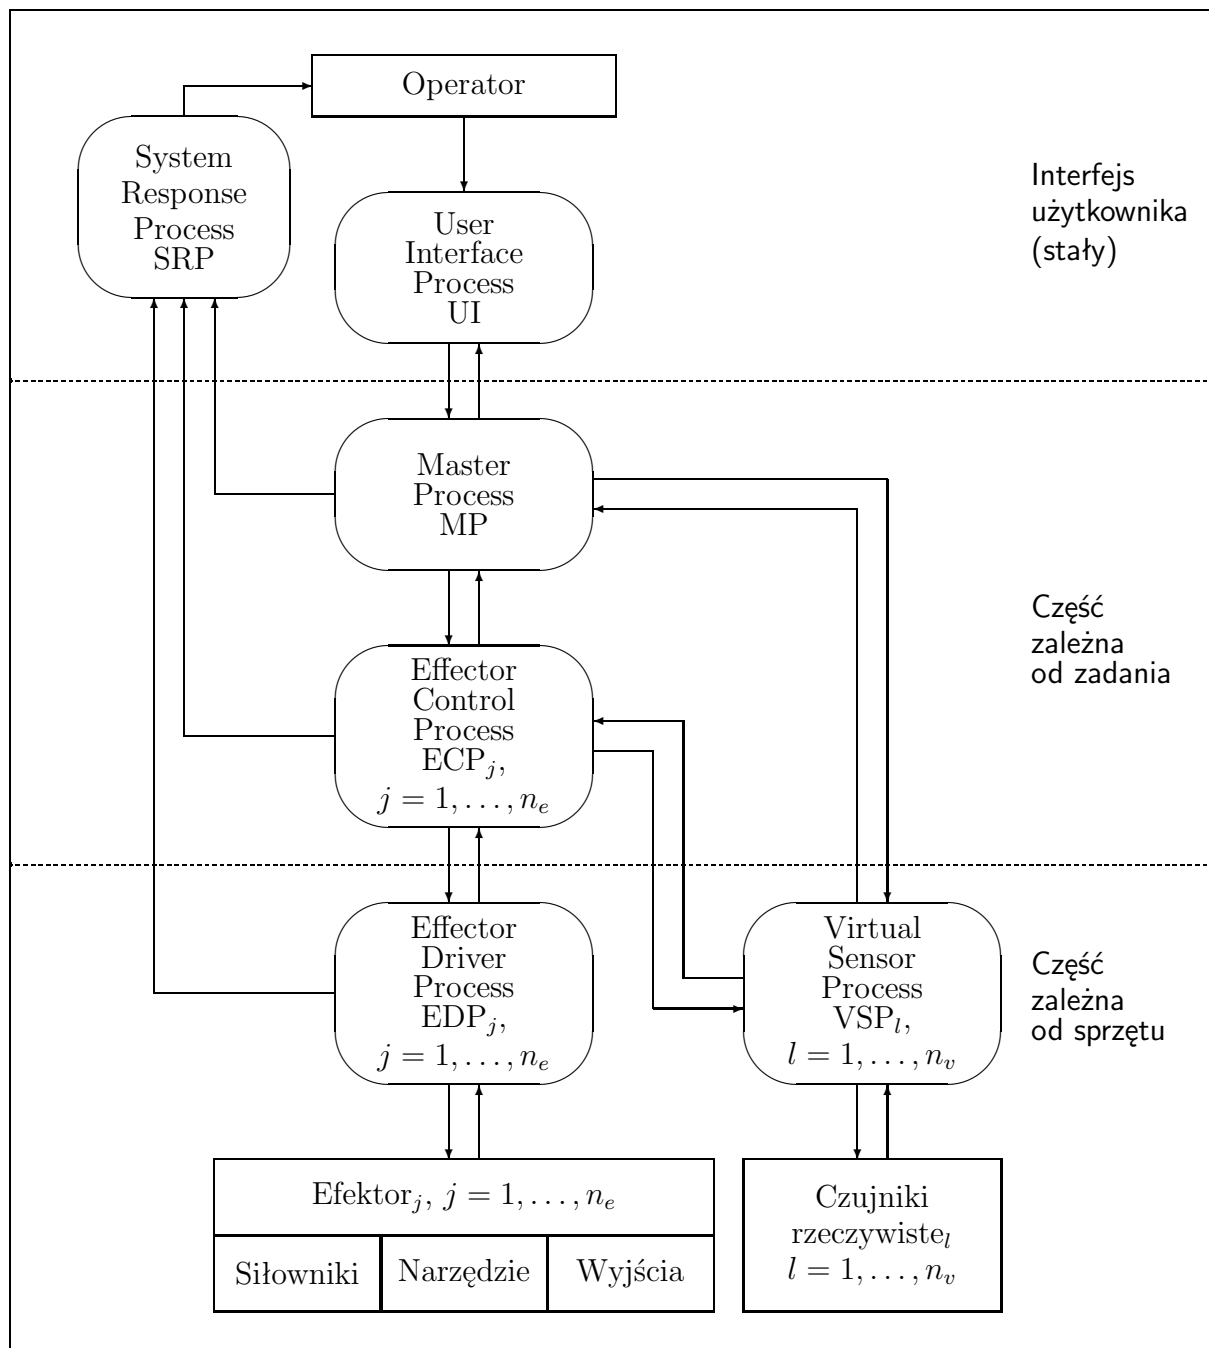 Operator
System
Response
Process
SRP
User
Interface
Process
UI
Interfejs
użytkownika
(stały)
Master
Process
MP
Effector
Control
Process
ECP_j,
j = 1, . . . , n_e
Część
zależna
od zadania
Effector
Driver
Process
EDP_j,
j = 1, . . . , n_e
Virtual
Sensor
Process
VSP_l,
l = 1, . . . , n_v
Część
zależna
od sprzętu
Efektor_j, j = 1, . . . , n_e
Siłowniki
Narzędzie
Wyjścia
Czujniki
rzeczywiste_l
l = 1, . . . , n_v